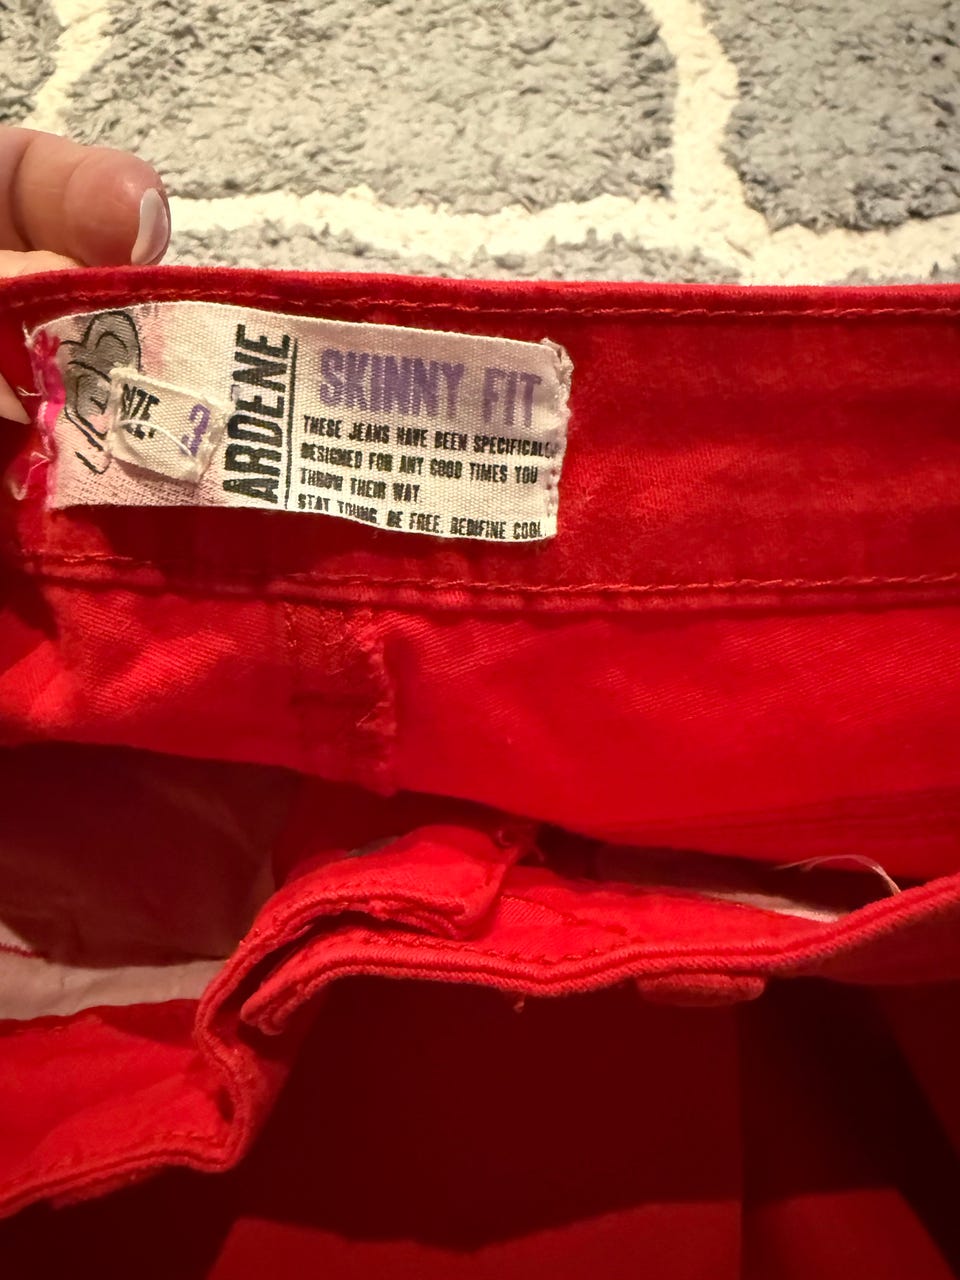 SIZE
3
ARDENE
SKINNY FIT
THESE JEANS HAVE BEEN SPECIFICALL
DESIGNED FOR ANY GOOD TIMES YOU
THROW THEIR WAY.
STAY YOUNG. BE FREE. REDIFINE COOL.